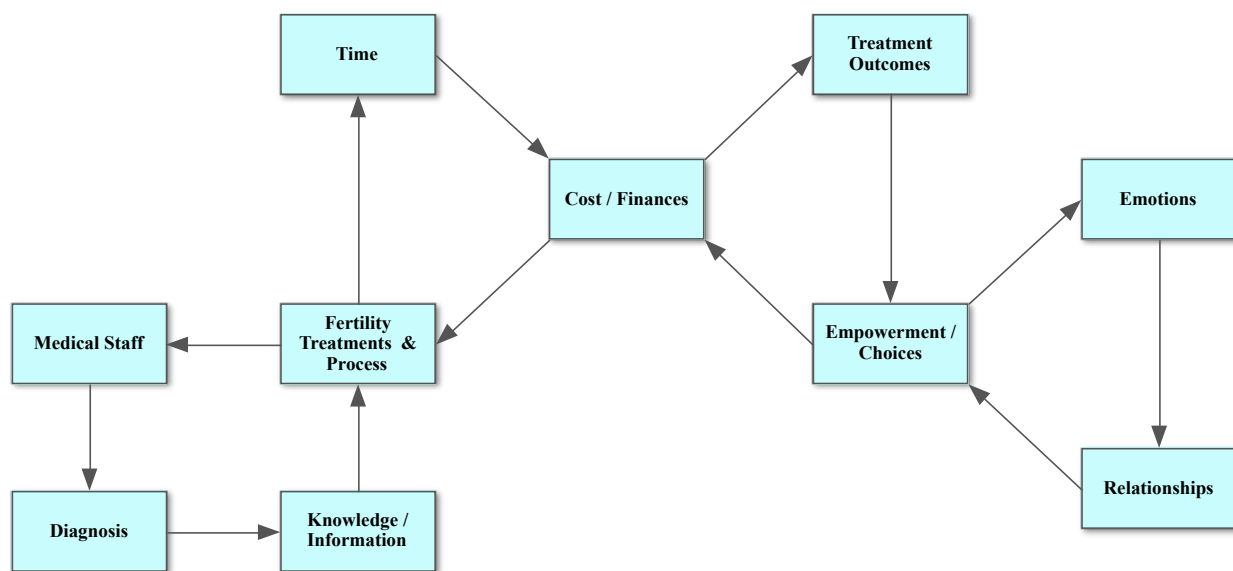 Time
Treatment
Outcomes
Cost / Finances
Emotions
Medical Staff
Fertility
Treatments & 
Process
Empowerment /
Choices
Relationships
Diagnosis
Knowledge /
Information